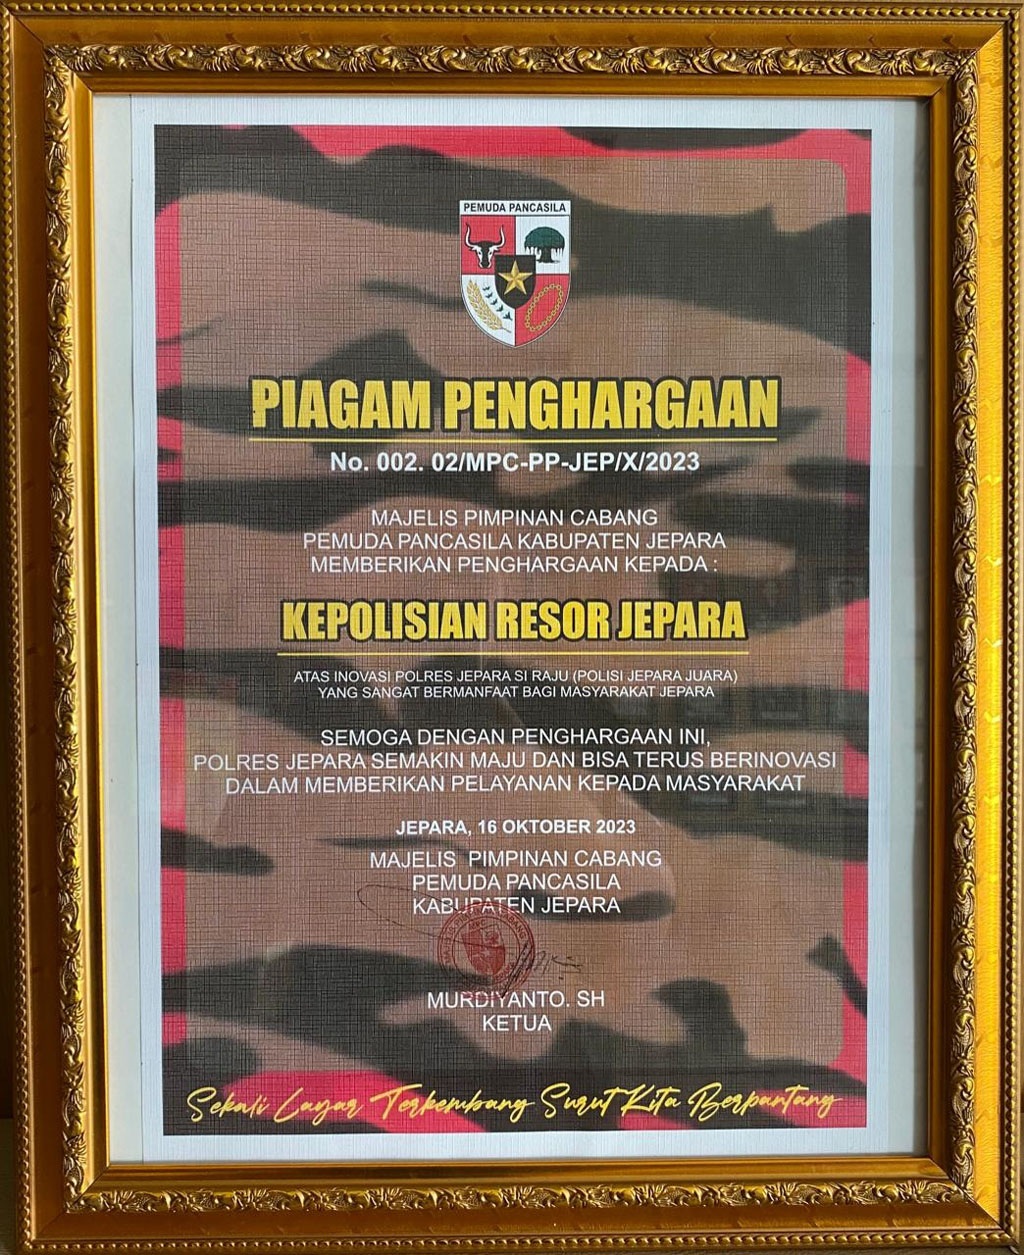 PEMUDA PANCASILA
PIAGAM PENGHARGAAN
No. 002. 02/MPC-PP-JEP/X/2023
MAJELIS PIMPINAN CABANG
PEMUDA PANCASILA KABUPATEN JEPARA
MEMBERIKAN PENGHARGAAN KEPADA :
KEPOLISIAN RESOR JEPARA
ATAS INOVASI POLRES JEPARA SI RAJU (POLISI JEPARA JUARA)
YANG SANGAT BERMANFAAT BAGI MASYARAKAT JEPARA
SEMOGA DENGAN PENGHARGAAN INI,
POLRES JEPARA SEMAKIN MAJU DAN BISA TERUS BERINOVASI
DALAM MEMBERIKAN PELAYANAN KEPADA MASYARAKAT
JEPARA, 16 OKTOBER 2023
MAJELIS PIMPINAN CABANG
PEMUDA PANCASILA
KABUPATEN JEPARA
MURDIYANTO. SH
KETUA
Sekali Layar Terkembang Surut Kita Berpantang